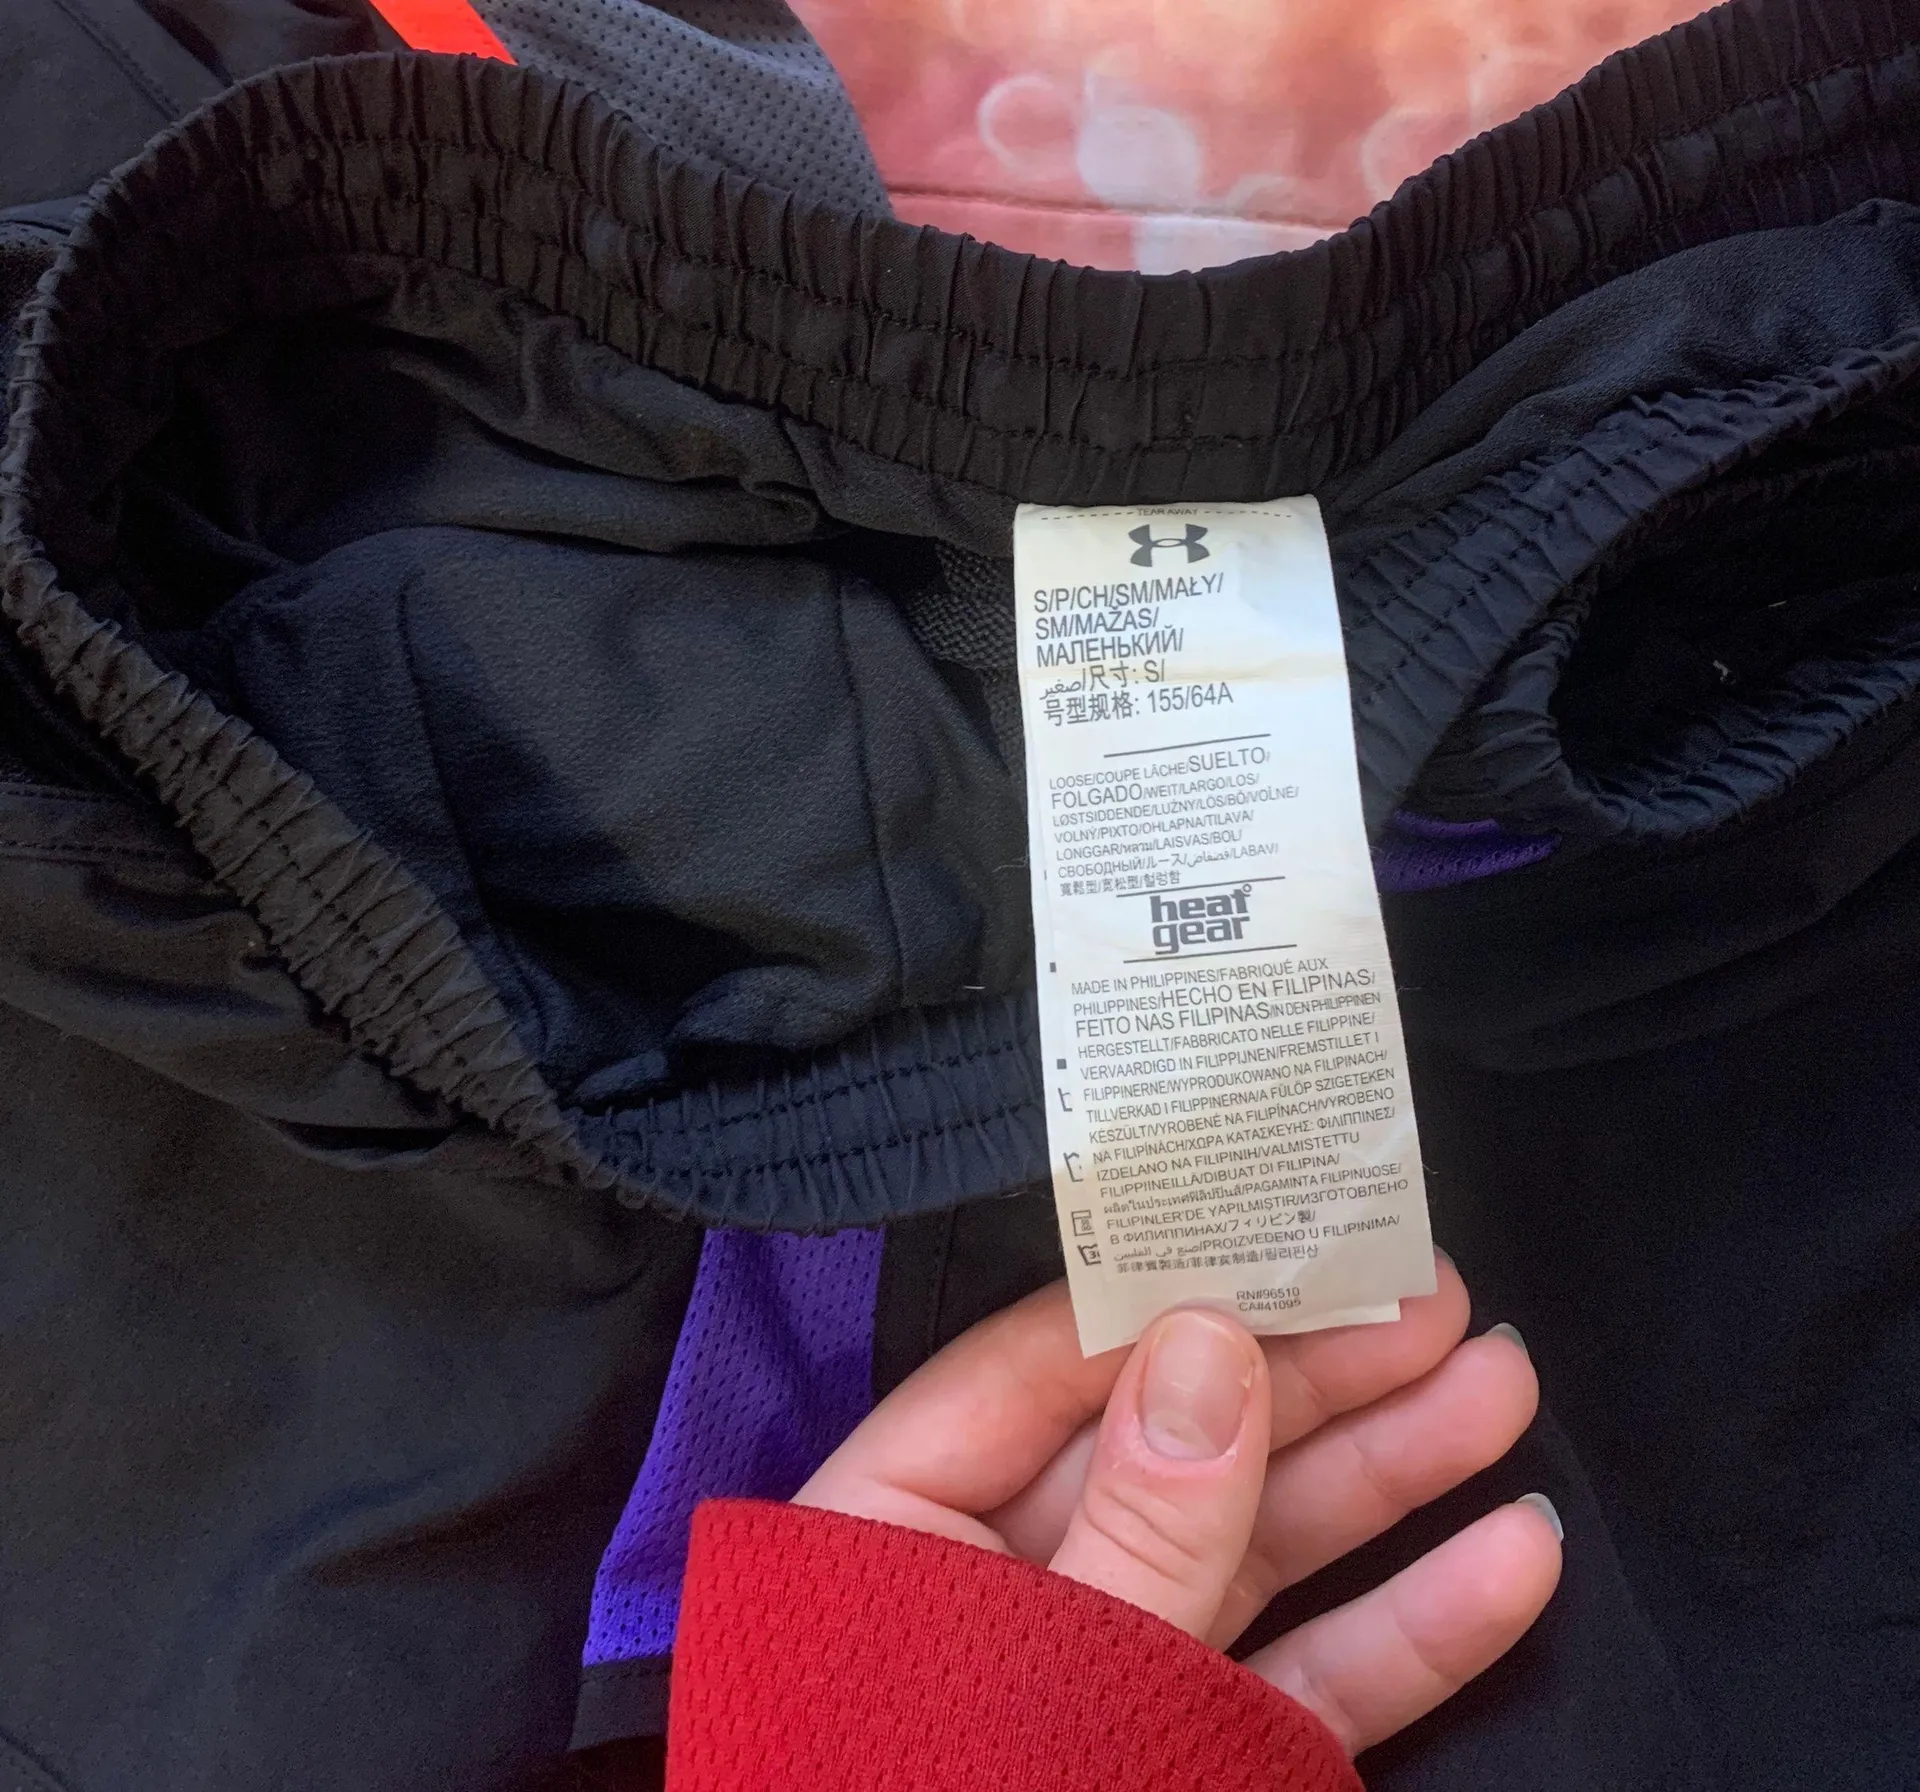 TEAR AWAY
S/P/CH/SM/MAŁY/
SM/MAŽAS/
МАЛЕНЬКИЙ/
صغير/尺寸: S/
号型规格: 155/64A
LOOSE/COUPE LÂCHE/SUELTO/
FOLGADO/WEIT/LARGO/LOS/
LØSTSIDDENDE/LUŹNY/LÖS/BŐ/VOLNÉ/
VOLNÝ/ΡΙΧΤΟ/OHLAPNA/TILAVA/
LONGGAR/หลวม/LAISVAS/BOL/
СВОБОДНЫЙ/ルース/فضفاض/LABAV/
寬鬆型/宽松型/헐렁함
heat
gear
MADE IN PHILIPPINES/FABRIQUÉ AUX
PHILIPPINES/HECHO EN FILIPINAS/
FEITO NAS FILIPINAS/IN DEN PHILIPPINEN
HERGESTELLT/FABBRICATO NELLE FILIPPINE/
VERVAARDIGD IN FILIPPIJNEN/FREMSTILLET I
FILIPPINERNE/WYPRODUKOWANO NA FILIPINACH/
TILLVERKAD I FILIPPINERNA/A FÜLÖP SZIGETEKEN
KÉSZÜLT/VYROBENÉ NA FILIPÍNACH/VYROBENO
NA FILIPÍNÁCH/ΧΩΡΑ ΚΑΤΑΣΚΕΥΗΣ: ΦΙΛΙΠΠΙΝΕΣ/
IZDELANO NA FILIPINIH/VALMISTETTU
FILIPPIINEILLÄ/DIBUAT DI FILIPINA/
ผลิตในประเทศฟิลิปปินส์/PAGAMINTA FILIPINUOSE/
FILIPINLER'DE YAPILMIŞTIR/ИЗГОТОВЛЕНО
В ФИЛИППИНАХ/フィリピン製/
صنع في الفلبين/PROIZVEDENO U FILIPINIMA/
菲律賓製造/菲律宾制造/필리핀산
RN#96510
CA#41095